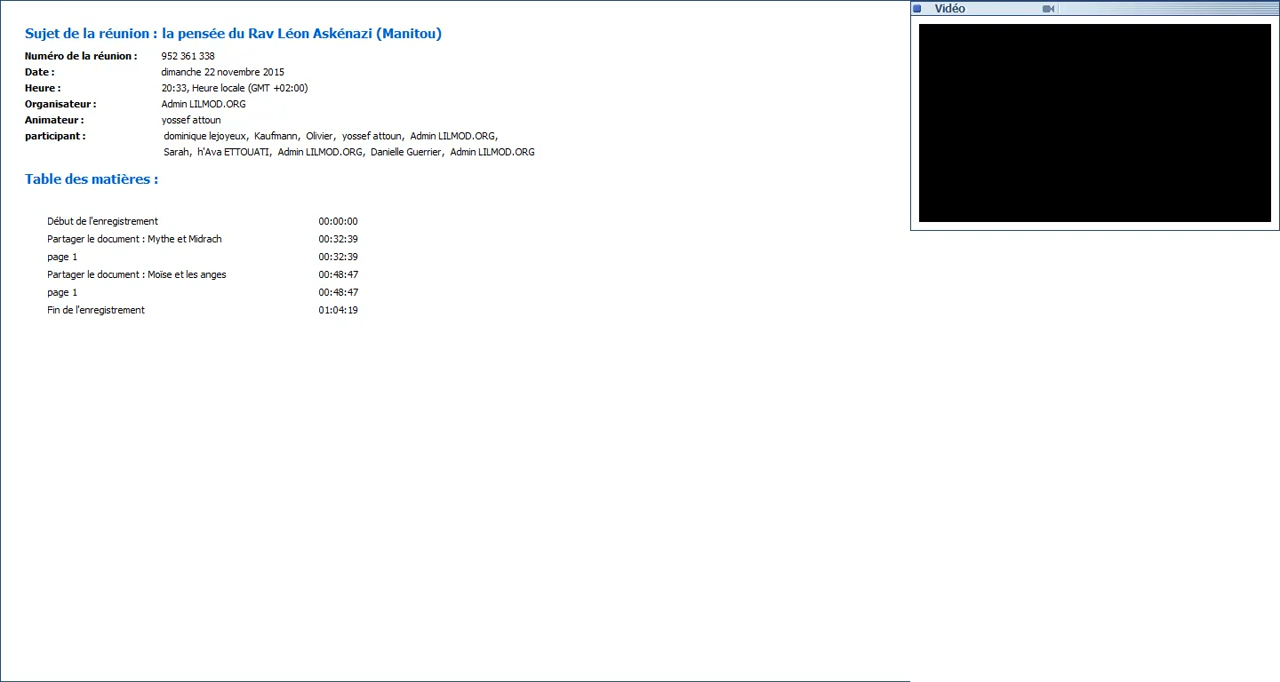 Sujet de la réunion : la pensée du Rav Léon Askénazi (Manitou)
Numéro de la réunion : 952 361 338
Date : dimanche 22 novembre 2015
Heure : 20:33, Heure locale (GMT +02:00)
Organisateur : Admin LILMOD.ORG
Animateur : yossef attoun
participant : dominique lejoyeux, Kaufmann, Olivier, yossef attoun, Admin LILMOD.ORG,
Sarah, h'Ava ETTOUATI, Admin LILMOD.ORG, Danielle Guerrier, Admin LILMOD.ORG
Table des matières :
Début de l'enregistrement 00:00:00
Partager le document : Mythe et Midrach 00:32:39
page 1 00:32:39
Partager le document : Moïse et les anges 00:48:47
page 1 00:48:47
Fin de l'enregistrement 01:04:19
Vidéo